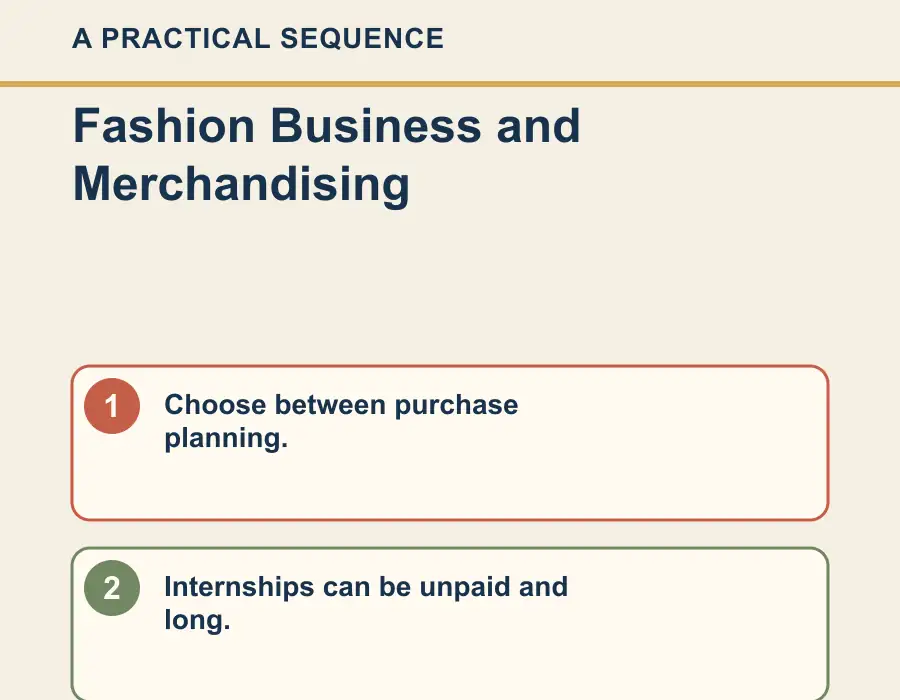 A PRACTICAL SEQUENCE
Fashion Business and
Merchandising
1
Choose between purchase
planning.
2
Internships can be unpaid and
long.